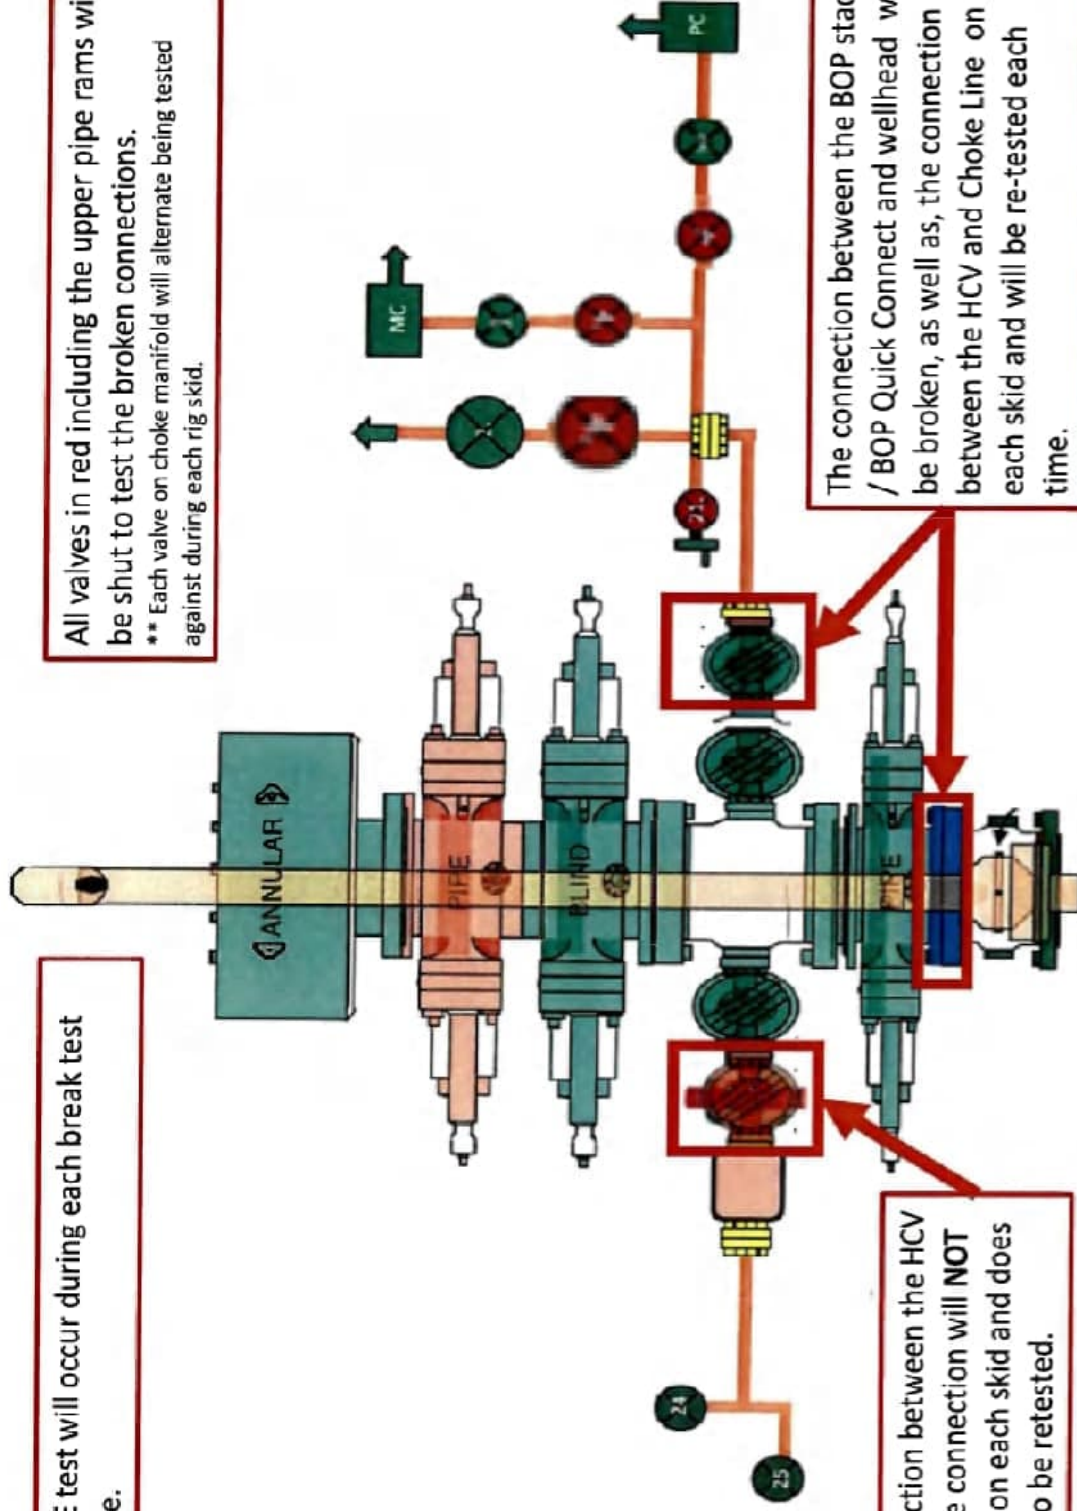 E test will occur during each break test
e.
All valves in red including the upper pipe rams wi
be shut to test the broken connections.
** Each valve on choke manifold will alternate being tested
against during each rig skid.
ANNULAR
PIPE
BLIND
PIPE
MC
PC
24
25
The connection between the BOP stac
/ BOP Quick Connect and wellhead w
be broken, as well as, the connection
between the HCV and Choke Line on
each skid and will be re-tested each
time.
ction between the HCV
e connection will NOT
on each skid and does
o be retested.